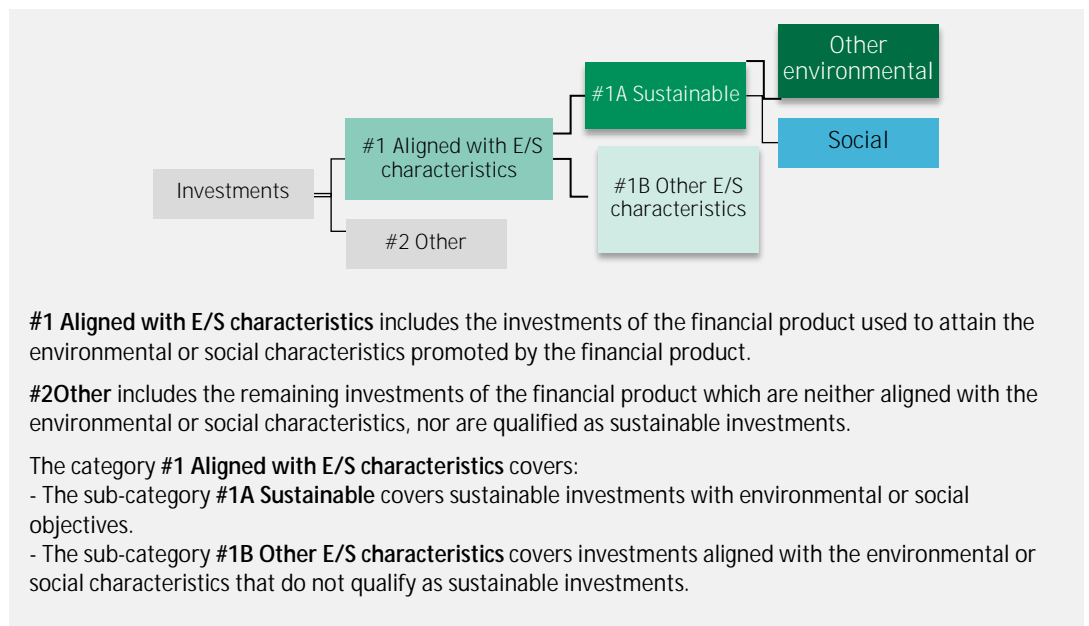 Other
environmental
#1A Sustainable
#1 Aligned with E/S
characteristics
Social
Investments
#1B Other E/S
characteristics
#2 Other
#1 Aligned with E/S characteristics includes the investments of the financial product used to attain the
environmental or social characteristics promoted by the financial product.
#2Other includes the remaining investments of the financial product which are neither aligned with the
environmental or social characteristics, nor are qualified as sustainable investments.
The category #1 Aligned with E/S characteristics covers:
- The sub-category #1A Sustainable covers sustainable investments with environmental or social
objectives.
- The sub-category #1B Other E/S characteristics covers investments aligned with the environmental or
social characteristics that do not qualify as sustainable investments.